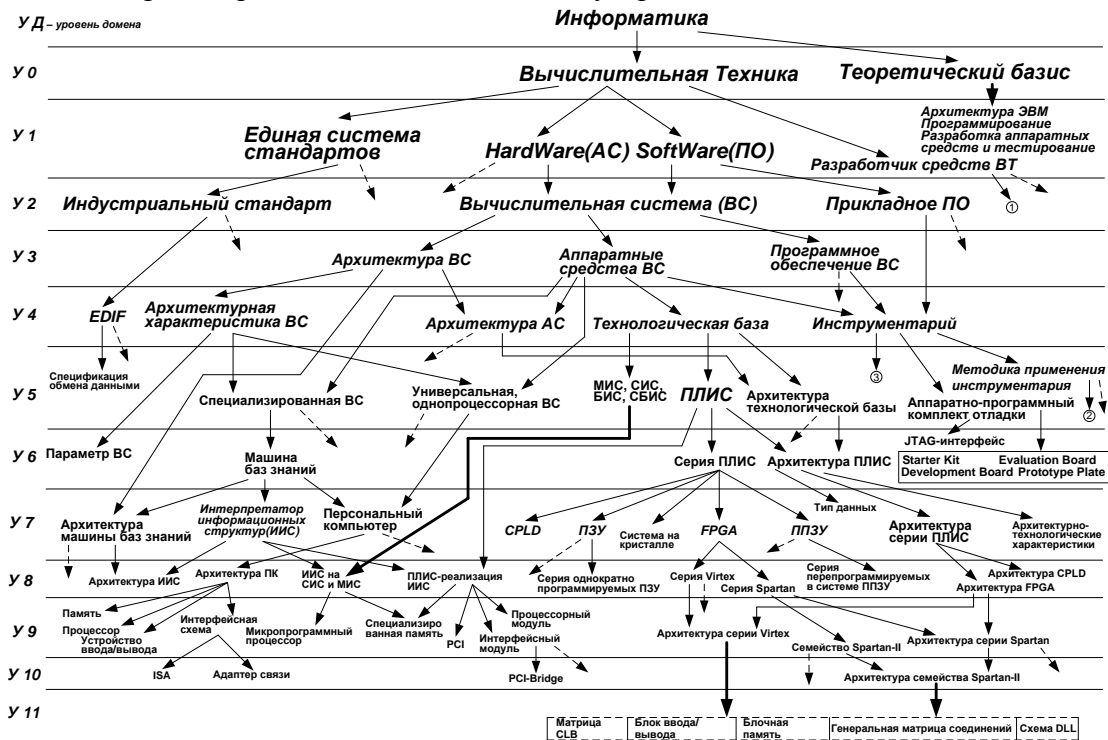 УД – уровень домена
Информатика
У 0
Вычислительная Техника
Теоретический базис
У 1
Единая система
стандартов
HardWare(АС) SoftWare(ПО)
Архитектура ЭВМ
Программирование
Разработка аппаратных
средств и тестирование
Разработчик средств ВТ
У 2
Индустриальный стандарт
Вычислительная система (ВС)
Прикладное ПО
1
У 3
Архитектура ВС
Аппаратные
средства ВС
Программное
обеспечение ВС
У 4
EDIF
Архитектурная
характеристика ВС
Архитектура АС
Технологическая база
Инструментарий
У 5
Спецификация
обмена данными
Специализированная ВС
Универсальная,
однопроцессорная ВС
МИС, СИС,
БИС, СБИС
ПЛИС
Архитектура
технологической базы
3
Методика применения
инструментария
Аппаратно-программный
комплект отладки
2
У 6
Параметр ВС
Машина
баз знаний
Серия ПЛИС
Архитектура ПЛИС
JTAG-интерфейс
Starter Kit Evaluation Board
Development Board Prototype Plate
У 7
Архитектура
машины баз знаний
Интерпретатор
информационных
структур(ИИС)
Персональный
компьютер
CPLD
ПЗУ
Система на
кристалле
FPGA
ППЗУ
Тип данных
Архитектура
серии ПЛИС
Архитектурно-
технологические
характеристики
У 8
Архитектура ИИС
Архитектура ПК
ИИС на
СИС и МИС
ПЛИС-реализация
ИИС
Серия однократно
программируемых ПЗУ
Серия Virtex
Серия Spartan
Серия
перепрограммируемых
в системе ППЗУ
Архитектура CPLD
Архитектура FPGA
У 9
Память
Процессор
Устройство
ввода/вывода
Интерфейсная
схема
Микропрограммный
процессор
Специализиро
ванная память
PCI
Процессорный
модуль
Интерфейсный
модуль
Архитектура серии Virtex
Семейство Spartan-II
Архитектура серии Spartan
У 10
ISA
Адаптер связи
PCI-Bridge
Архитектура семейства Spartan-II
У 11
Матрица
CLB
Блок ввода/
вывода
Блочная
память
Генеральная матрица соединений
Схема DLL